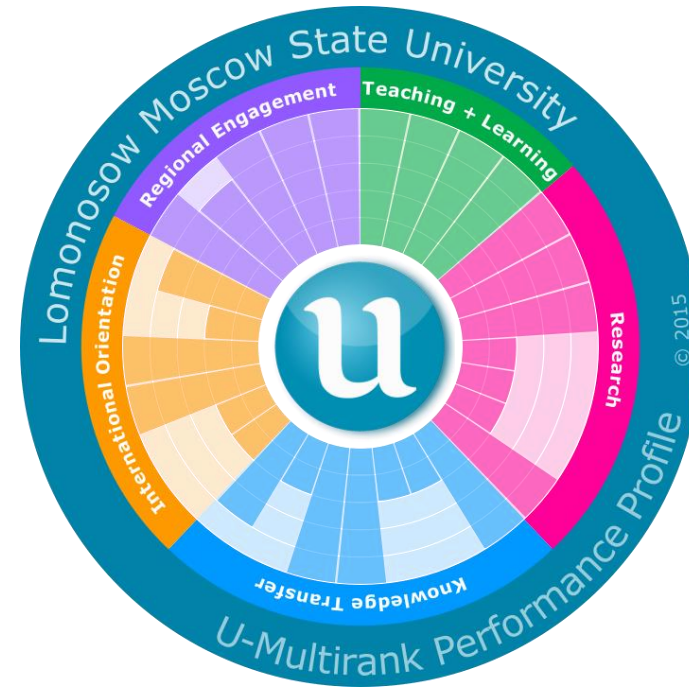 Lomonosow Moscow State University
Teaching + Learning
Research
Knowledge Transfer
International Orientation
Regional Engagement
u
© 2015
U-Multirank Performance Profile